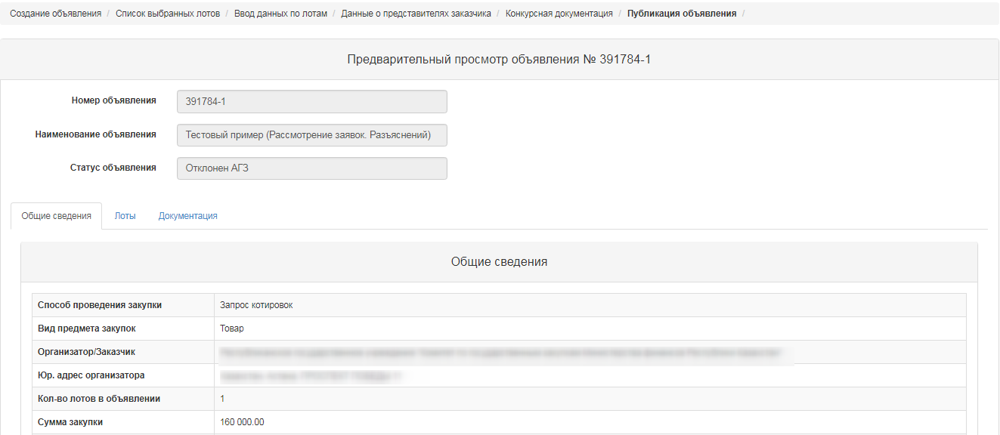 Создание объявления / Список выбранных лотов / Ввод данных по лотам / Данные о представителях заказчика / Конкурсная документация / Публикация объявления /
Предварительный просмотр объявления № 391784-1
Номер объявления 391784-1
Наименование объявления Тестовый пример (Рассмотрение заявок. Разъяснений)
Статус объявления Отклонен АГЗ
Общие сведения Лоты Документация
Общие сведения
Способ проведения закупки Запрос котировок
Вид предмета закупок Товар
Организатор/Заказчик
Юр. адрес организатора
Кол-во лотов в объявлении 1
Сумма закупки 160 000.00